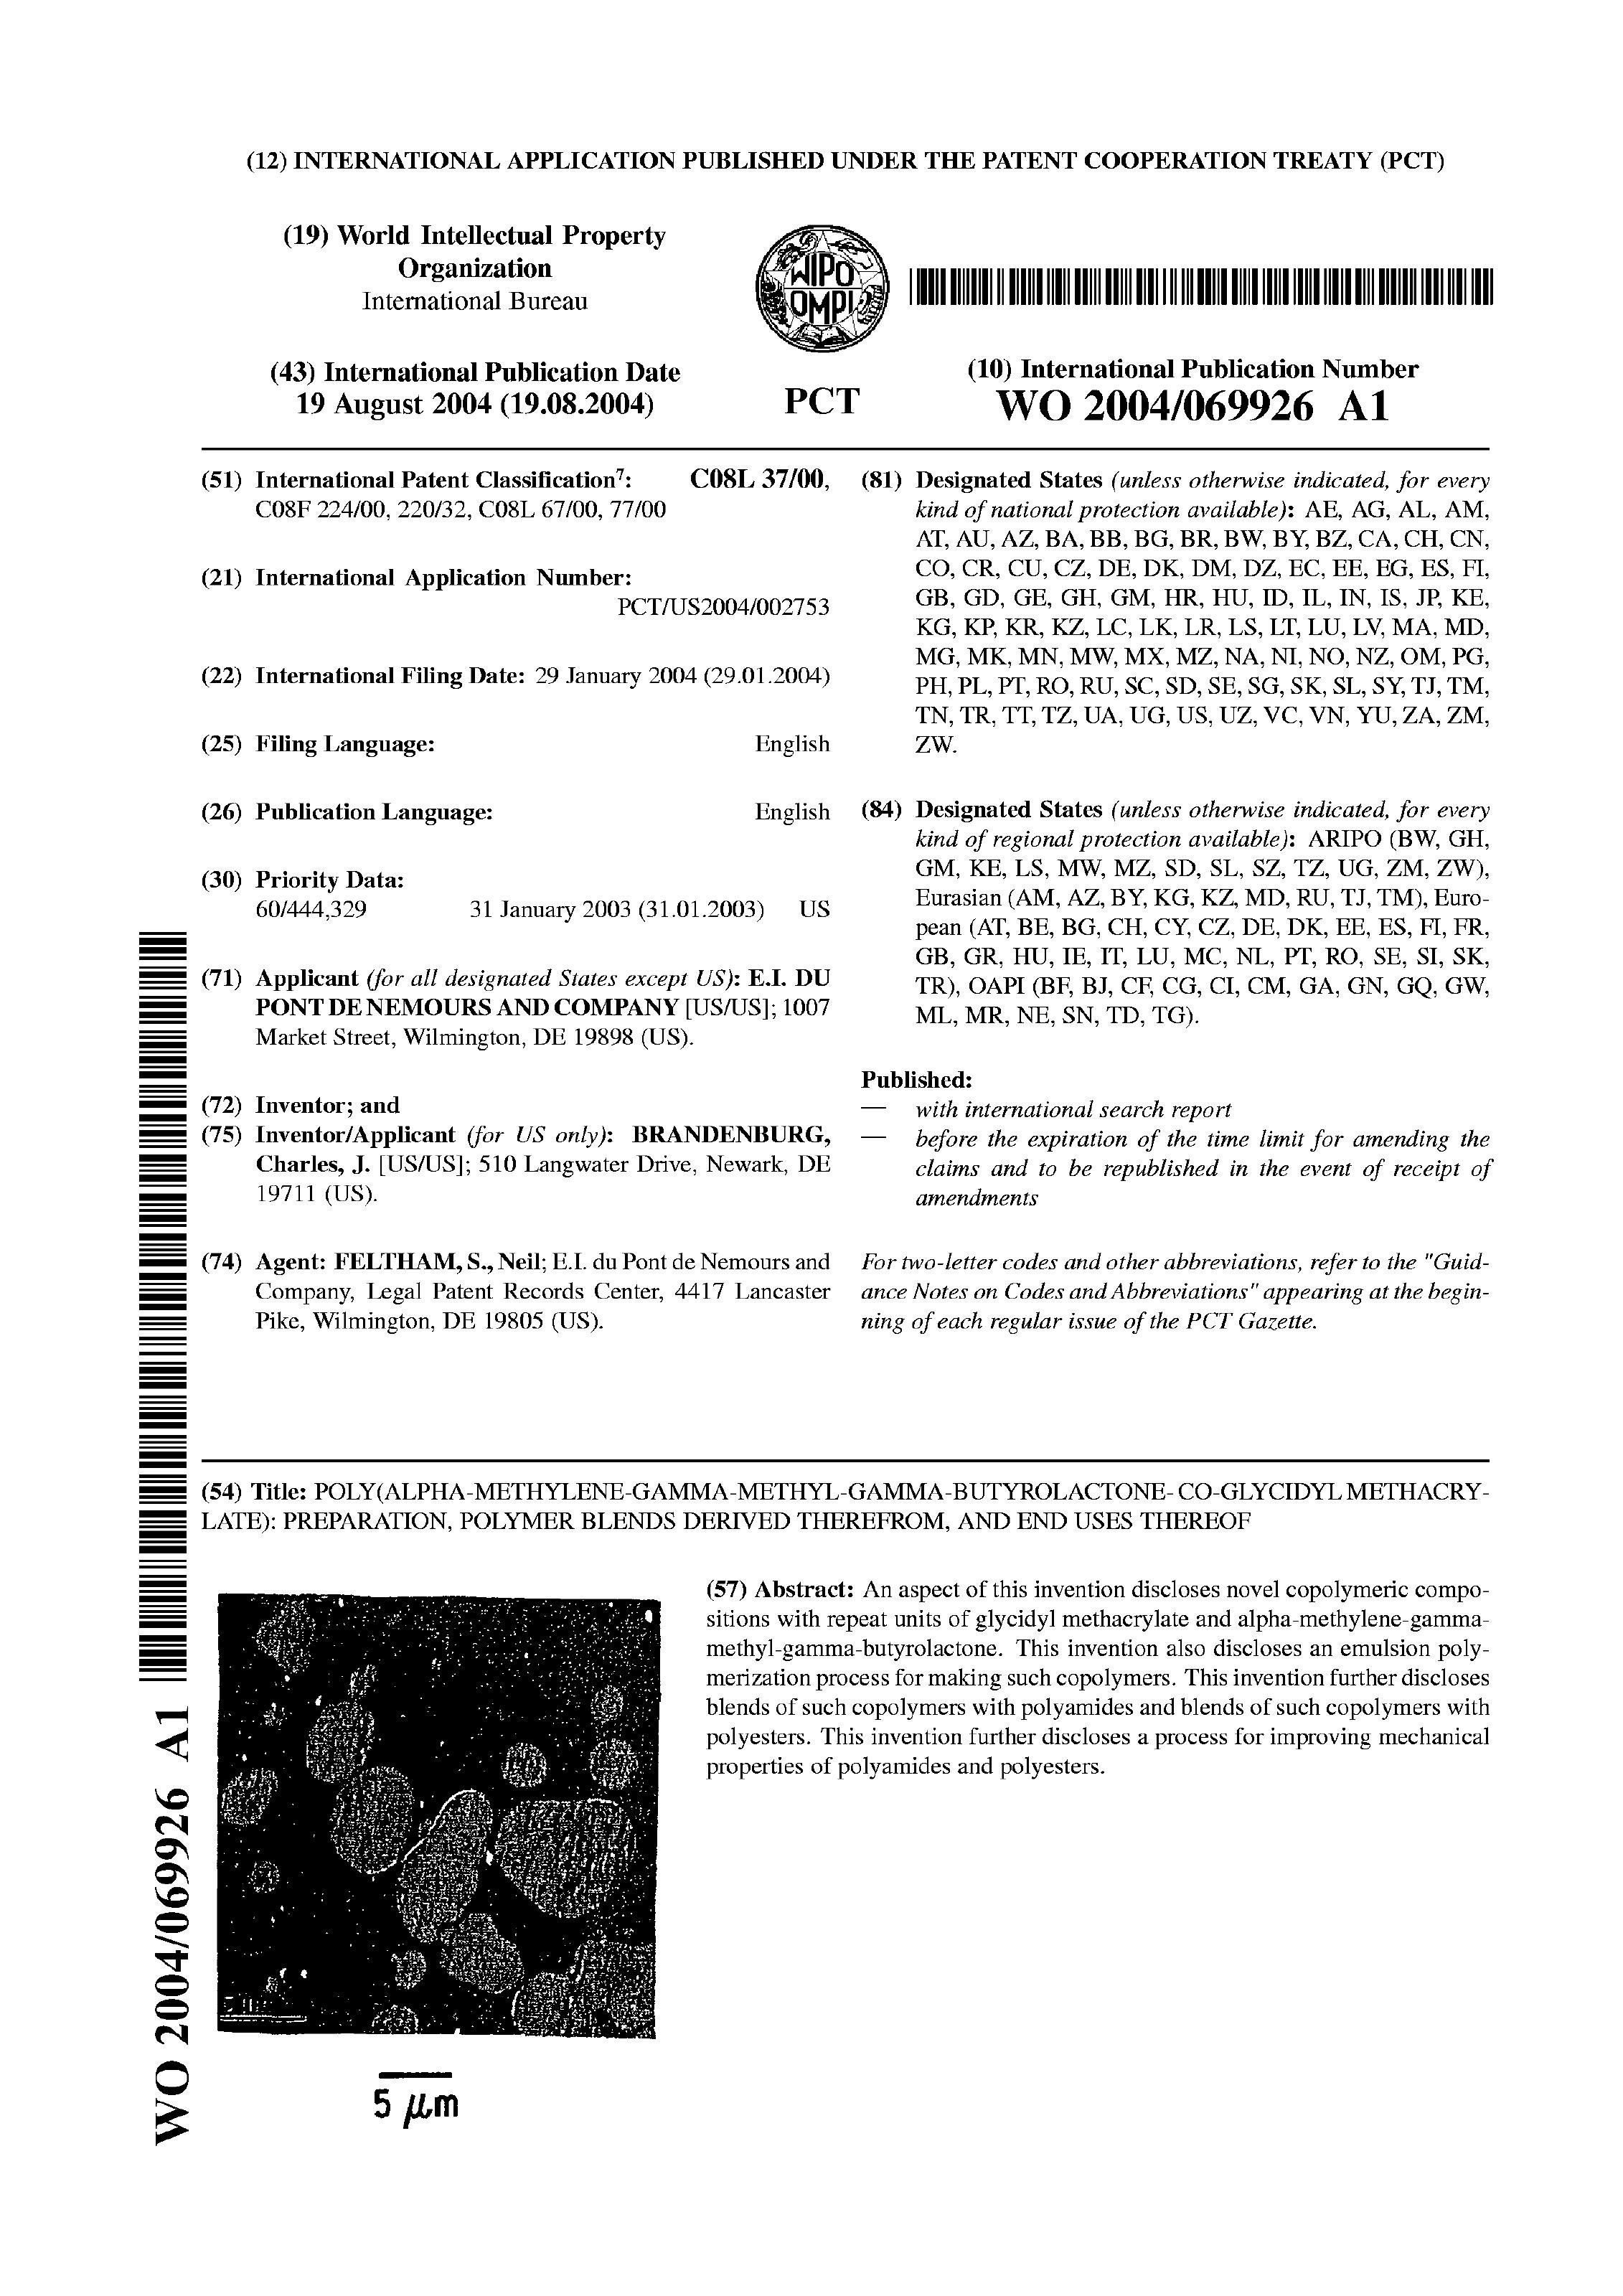 (12) INTERNATIONAL APPLICATION PUBLISHED UNDER THE PATENT COOPERATION TREATY (PCT)
(19) World Intellectual Property
Organization
International Bureau
WIPO
OMPI
(43) International Publication Date
19 August 2004 (19.08.2004)
PCT
(10) International Publication Number
WO 2004/069926 A1
(51) International Patent Classification⁷: C08L 37/00,
C08F 224/00, 220/32, C08L 67/00, 77/00
(21) International Application Number:
PCT/US2004/002753
(22) International Filing Date: 29 January 2004 (29.01.2004)
(25) Filing Language: English
(26) Publication Language: English
(30) Priority Data:
60/444,329 31 January 2003 (31.01.2003) US
(71) Applicant (for all designated States except US): E.I. DU
PONT DE NEMOURS AND COMPANY [US/US]; 1007
Market Street, Wilmington, DE 19898 (US).
(72) Inventor; and
(75) Inventor/Applicant (for US only): BRANDENBURG,
Charles, J. [US/US]; 510 Langwater Drive, Newark, DE
19711 (US).
(74) Agent: FELTHAM, S., Neil; E.I. du Pont de Nemours and
Company, Legal Patent Records Center, 4417 Lancaster
Pike, Wilmington, DE 19805 (US).
(81) Designated States (unless otherwise indicated, for every
kind of national protection available): AE, AG, AL, AM,
AT, AU, AZ, BA, BB, BG, BR, BW, BY, BZ, CA, CH, CN,
CO, CR, CU, CZ, DE, DK, DM, DZ, EC, EE, EG, ES, FI,
GB, GD, GE, GH, GM, HR, HU, ID, IL, IN, IS, JP, KE,
KG, KP, KR, KZ, LC, LK, LR, LS, LT, LU, LV, MA, MD,
MG, MK, MN, MW, MX, MZ, NA, NI, NO, NZ, OM, PG,
PH, PL, PT, RO, RU, SC, SD, SE, SG, SK, SL, SY, TJ, TM,
TN, TR, TT, TZ, UA, UG, US, UZ, VC, VN, YU, ZA, ZM,
ZW.
(84) Designated States (unless otherwise indicated, for every
kind of regional protection available): ARIPO (BW, GH,
GM, KE, LS, MW, MZ, SD, SL, SZ, TZ, UG, ZM, ZW),
Eurasian (AM, AZ, BY, KG, KZ, MD, RU, TJ, TM), Euro-
pean (AT, BE, BG, CH, CY, CZ, DE, DK, EE, ES, FI, FR,
GB, GR, HU, IE, IT, LU, MC, NL, PT, RO, SE, SI, SK,
TR), OAPI (BF, BJ, CF, CG, CI, CM, GA, GN, GQ, GW,
ML, MR, NE, SN, TD, TG).
Published:
— with international search report
— before the expiration of the time limit for amending the
claims and to be republished in the event of receipt of
amendments
For two-letter codes and other abbreviations, refer to the "Guid-
ance Notes on Codes and Abbreviations" appearing at the begin-
ning of each regular issue of the PCT Gazette.
(54) Title: POLY(ALPHA-METHYLENE-GAMMA-METHYL-GAMMA-BUTYROLACTONE- CO-GLYCIDYL METHACRY-
LATE): PREPARATION, POLYMER BLENDS DERIVED THEREFROM, AND END USES THEREOF
(57) Abstract: An aspect of this invention discloses novel copolymeric compo-
sitions with repeat units of glycidyl methacrylate and alpha-methylene-gamma-
methyl-gamma-butyrolactone. This invention also discloses an emulsion poly-
merization process for making such copolymers. This invention further discloses
blends of such copolymers with polyamides and blends of such copolymers with
polyesters. This invention further discloses a process for improving mechanical
properties of polyamides and polyesters.
5 μm
WO 2004/069926 A1